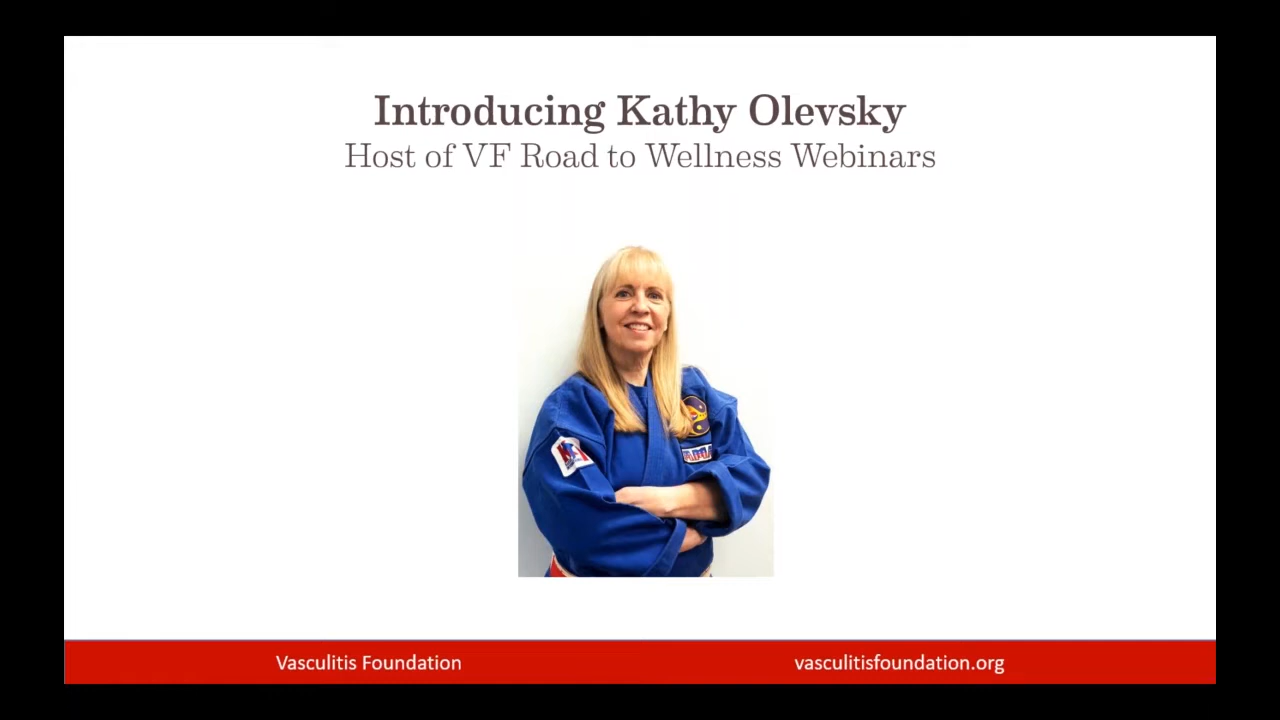 Introducing Kathy Olevsky
Host of VF Road to Wellness Webinars
Vasculitis Foundation
vasculitisfoundation.org